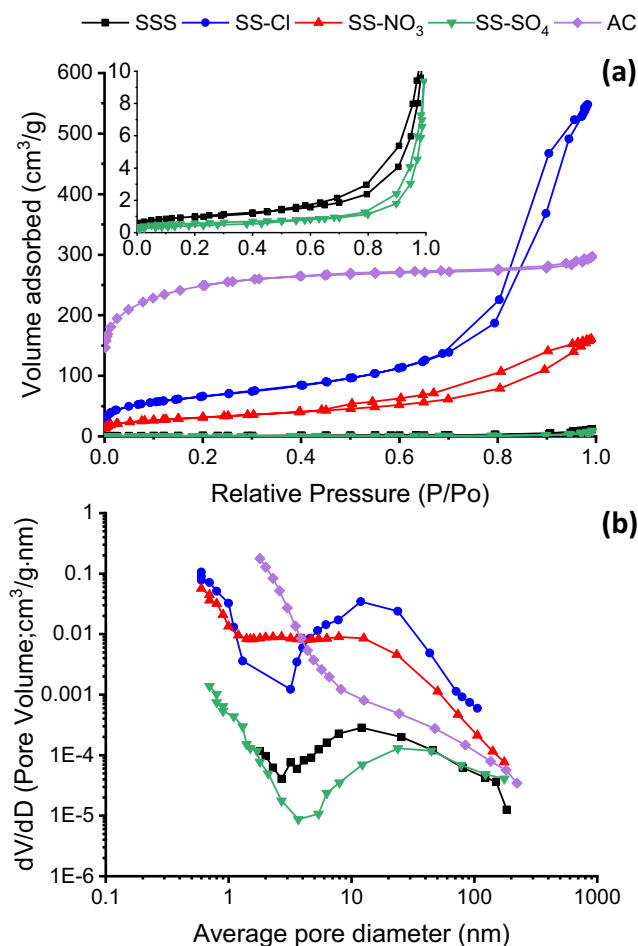 SSS SS-Cl SS-NO₃ SS-SO₄ AC
(a)
Volume adsorbed (cm³/g)
600
500
400
300
200
100
0
10
8
6
4
2
0
0.0 0.2 0.4 0.6 0.8 1.0
0.0 0.2 0.4 0.6 0.8 1.0
Relative Pressure (P/Po)
(b)
dV/dD (Pore Volume;cm³/g·nm)
1
0.1
0.01
0.001
1E-4
1E-5
1E-6
0.1 1 10 100 1000
Average pore diameter (nm)